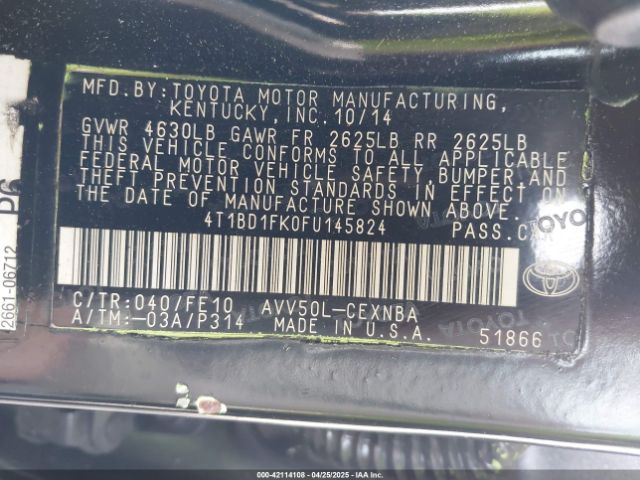 MFD. BY: TOYOTA MOTOR MANUFACTURING,
KENTUCKY, INC. 10/14
GVWR 4630LB GAWR FR 2625LB RR 2625LB
THIS VEHICLE CONFORMS TO ALL APPLICABLE
FEDERAL MOTOR VEHICLE SAFETY, BUMPER AND
THEFT PREVENTION STANDARDS IN EFFECT ON
THE DATE OF MANUFACTURE SHOWN ABOVE.
4T1BD1FK0FU145824 PASS. CAR
C/TR: 040/FE10 AVV50L-CEXNBA
A/TM: -03A/P314 MADE IN U.S.A. 51866
2661-06712
000-42114108 - 04/25/2025 - IAAI.COM